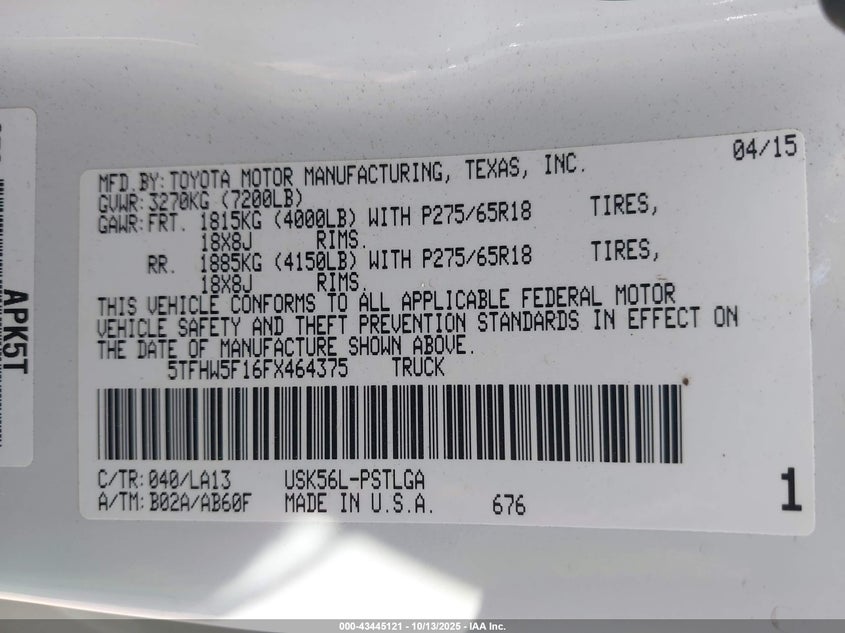 04/15
MFD.BY:TOYOTA MOTOR MANUFACTURING, TEXAS, INC.
GVWR:3270KG (7200LB)
GAWR:FRT. 1815KG (4000LB) WITH P275/65R18 TIRES,
18X8J RIMS.
RR. 1885KG (4150LB) WITH P275/65R18 TIRES,
18X8J RIMS.
THIS VEHICLE CONFORMS TO ALL APPLICABLE FEDERAL MOTOR
VEHICLE SAFETY AND THEFT PREVENTION STANDARDS IN EFFECT ON
THE DATE OF MANUFACTURE SHOWN ABOVE.
5TFHW5F16FX464375 TRUCK
C/TR:040/LA13 USK56L-PSTLGA
A/TM:B02A/AB60F MADE IN U.S.A. 676
1
APK5T
000-43445121 - 10/13/2025 - IAA Inc.